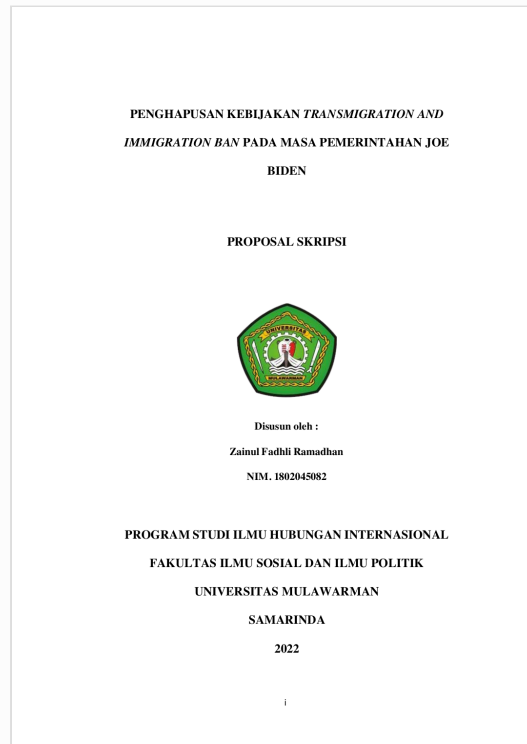 PENGHAPUSAN KEBIJAKAN TRANSMIGRATION AND
IMMIGRATION BAN PADA MASA PEMERINTAHAN JOE
BIDEN
PROPOSAL SKRIPSI
UNIVERSITAS
MULAWARMAN
Disusun oleh :
Zainul Fadhli Ramadhan
NIM. 1802045082
PROGRAM STUDI ILMU HUBUNGAN INTERNASIONAL
FAKULTAS ILMU SOSIAL DAN ILMU POLITIK
UNIVERSITAS MULAWARMAN
SAMARINDA
2022
i